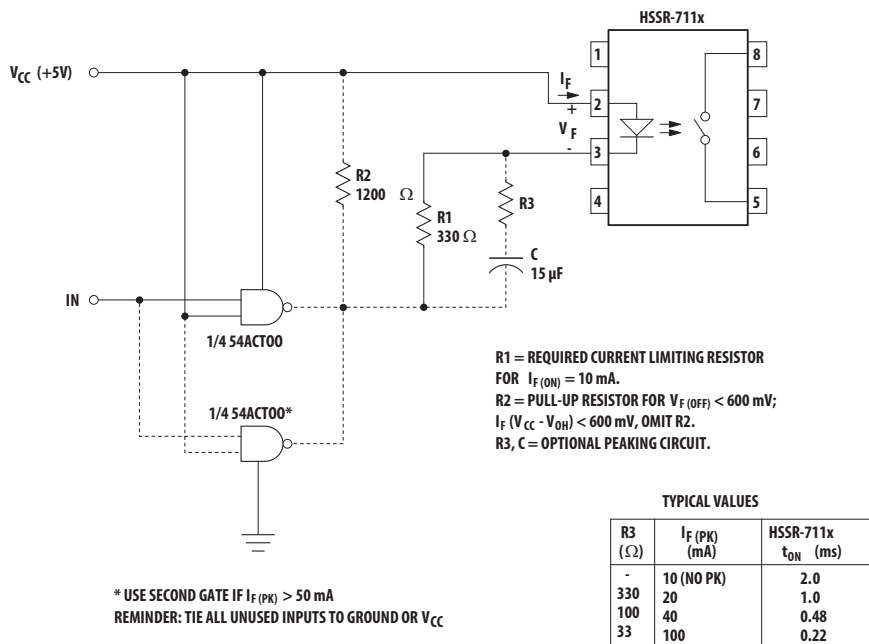 HSSR-711x
1
8
V_CC (+5V)
I_F
+
2
7
V_F
-
3
6
R2
1200 Ω
R1
330 Ω
R3
4
5
C
15 µF
IN
1/4 54ACTOO
R1 = REQUIRED CURRENT LIMITING RESISTOR
FOR I_F (ON) = 10 mA.
R2 = PULL-UP RESISTOR FOR V_F (OFF) < 600 mV;
I_F (V_CC - V_OH) < 600 mV, OMIT R2.
R3, C = OPTIONAL PEAKING CIRCUIT.
1/4 54ACTOO*
TYPICAL VALUES
R3 (Ω) I_F (PK) (mA) HSSR-711x t_ON (ms)
- 10 (NO PK) 2.0
330 20 1.0
100 40 0.48
33 100 0.22
* USE SECOND GATE IF I_F (PK) > 50 mA
REMINDER: TIE ALL UNUSED INPUTS TO GROUND OR V_CC